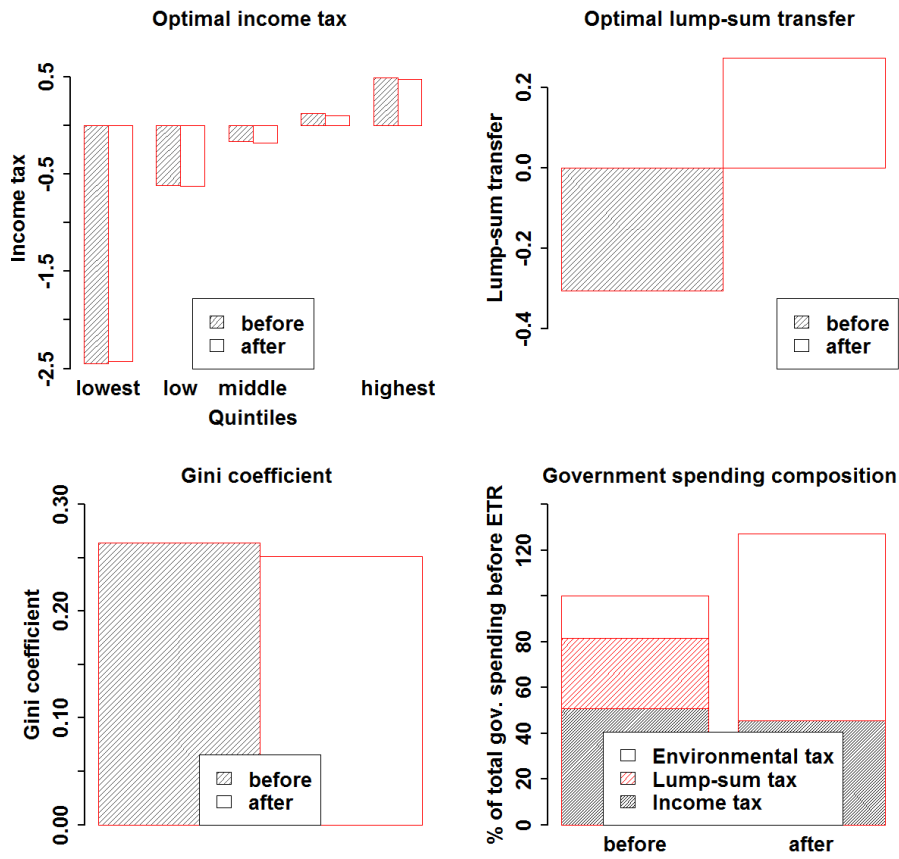 Optimal income tax
Income tax
0.5
-0.5
-1.5
-2.5
before
after
lowest low middle highest
Quintiles
Optimal lump-sum transfer
Lump-sum transfer
0.2
0.0
-0.2
-0.4
before
after
Gini coefficient
Gini coefficient
0.30
0.20
0.10
0.00
before
after
Government spending composition
% of total gov. spending before ETR
120
80
60
40
20
0
Environmental tax
Lump-sum tax
Income tax
before after